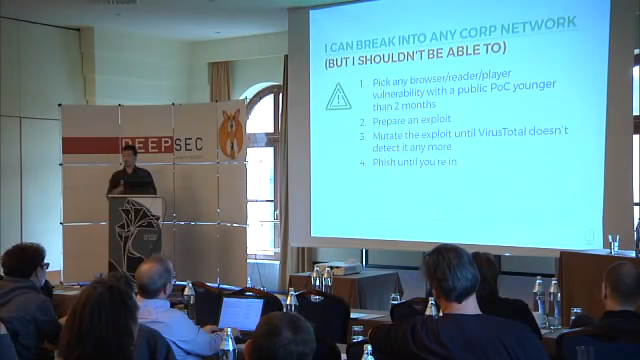 I CAN BREAK INTO ANY CORP NETWORK
(BUT I SHOULDN'T BE ABLE TO)
1. Pick any browser/reader/player
vulnerability with a public PoC younger
than 2 months
2. Prepare an exploit
3. Mutate the exploit until VirusTotal doesn't
detect it any more
4. Phish until you're in
DEEPSEC